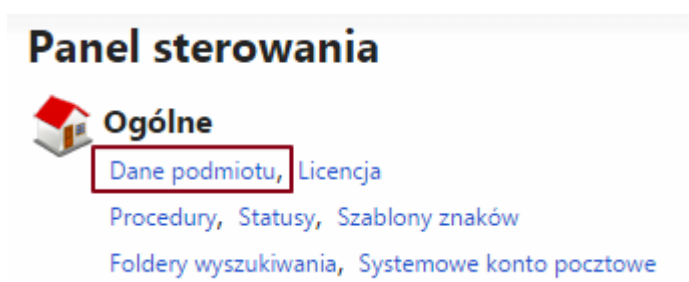 Panel sterowania
Ogólne
Dane podmiotu, Licencja
Procedury, Statusy, Szablony znaków
Foldery wyszukiwania, Systemowe konto pocztowe